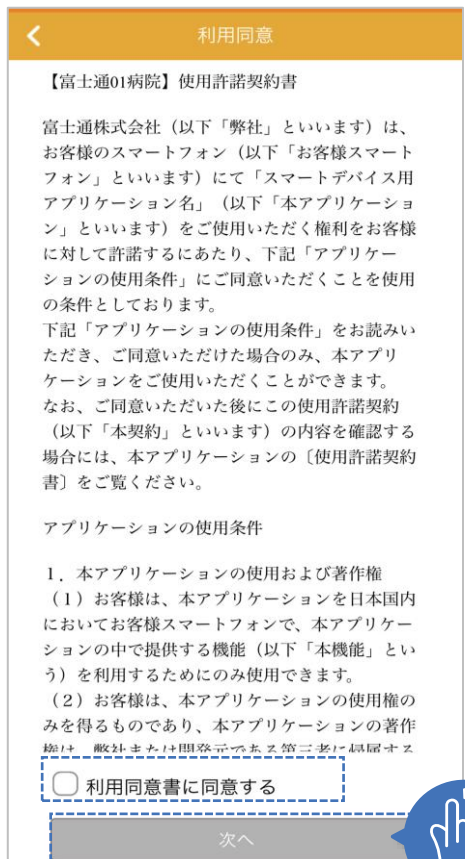 利用同意
【富士通01病院】使用許諾契約書
富士通株式会社（以下「弊社」といいます）は、
お客様のスマートフォン（以下「お客様スマート
フォン」といいます）にて「スマートデバイス用
アプリケーション名」（以下「本アプリケーショ
ン」といいます）をご使用いただく権利をお客様
に対して許諾するにあたり、下記「アプリケー
ションの使用条件」にご同意いただくことを使用
の条件としております。
下記「アプリケーションの使用条件」をお読みい
ただき、ご同意いただけた場合のみ、本アプリ
ケーションをご使用いただくことができます。
なお、ご同意いただいた後にこの使用許諾契約
（以下「本契約」といいます）の内容を確認する
場合には、本アプリケーションの〔使用許諾契約
書〕をご覧ください。
アプリケーションの使用条件
１．本アプリケーションの使用および著作権
（１）お客様は、本アプリケーションを日本国内
においてお客様スマートフォンで、本アプリケー
ションの中で提供する機能（以下「本機能」とい
う）を利用するためにのみ使用できます。
（２）お客様は、本アプリケーションの使用権の
みを得るものであり、本アプリケーションの著作
権は、弊社または開発元である第三者に帰属する
利用同意書に同意する
次へ